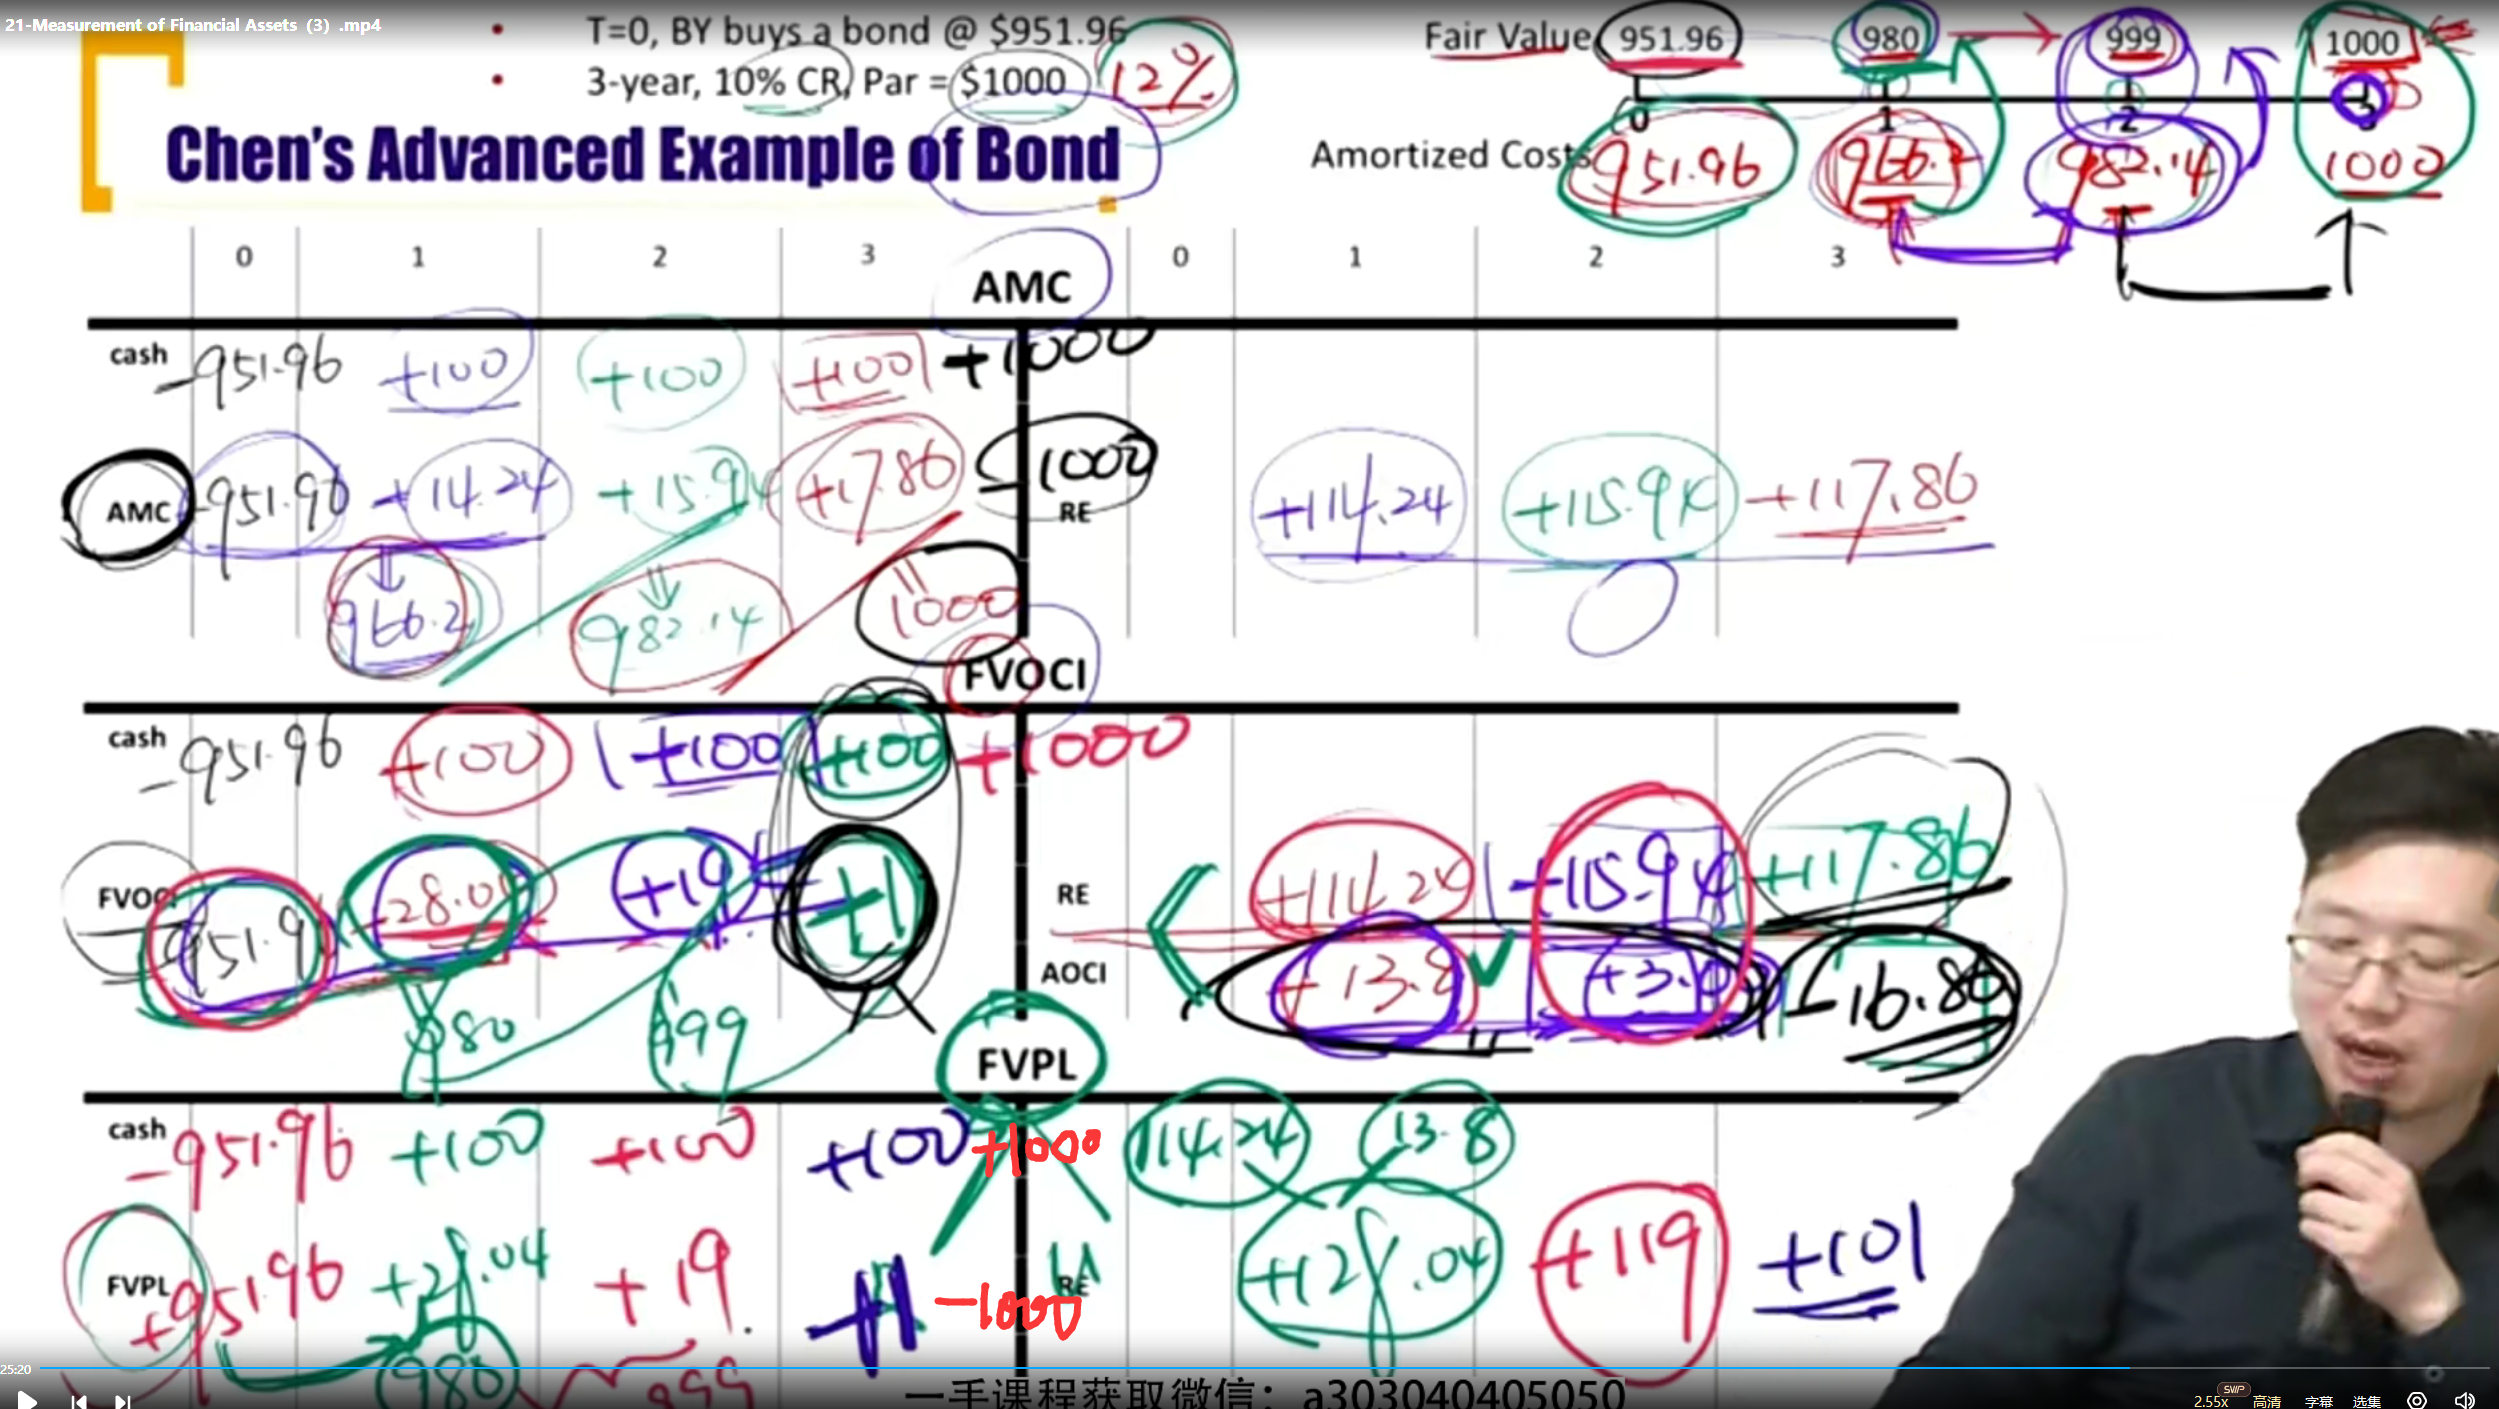 21-Measurement of Financial Assets (3) .mp4
• T=0, BY buys a bond @ $951.96
• 3-year, 10% CR, Par = $1000
12%
Chen's Advanced Example of Bond
Fair Value 951.96 980 999 1000
0 1 2 3
Amortized Costs 951.96 966.2 982.14 1000
0 1 2 3 AMC 0 1 2 3
cash -951.96 +100 +100 +100 +1000
AMC 951.96 +14.24 +15.94 +17.86 -1000
RE +114.24 +115.94 +117.86
966.2 982.14 1000
FVOCI
cash -951.96 +100 +100 +100 +1000
FVOCI 951.9 28.0 +19 +1
RE +114.24 +115.94 +117.86
AOCI +13.8 +3. -16.86
980 999
FVPL
cash -951.96 +100 +100 +100 +1000 114.24 13.8
FVPL +951.96 +28.04 +19 +1 -1000
RE +128.04 +119 +101
980 999
25:20
一手课程获取微信：a303040405050
2.55x SVIP 高清 字幕 选集